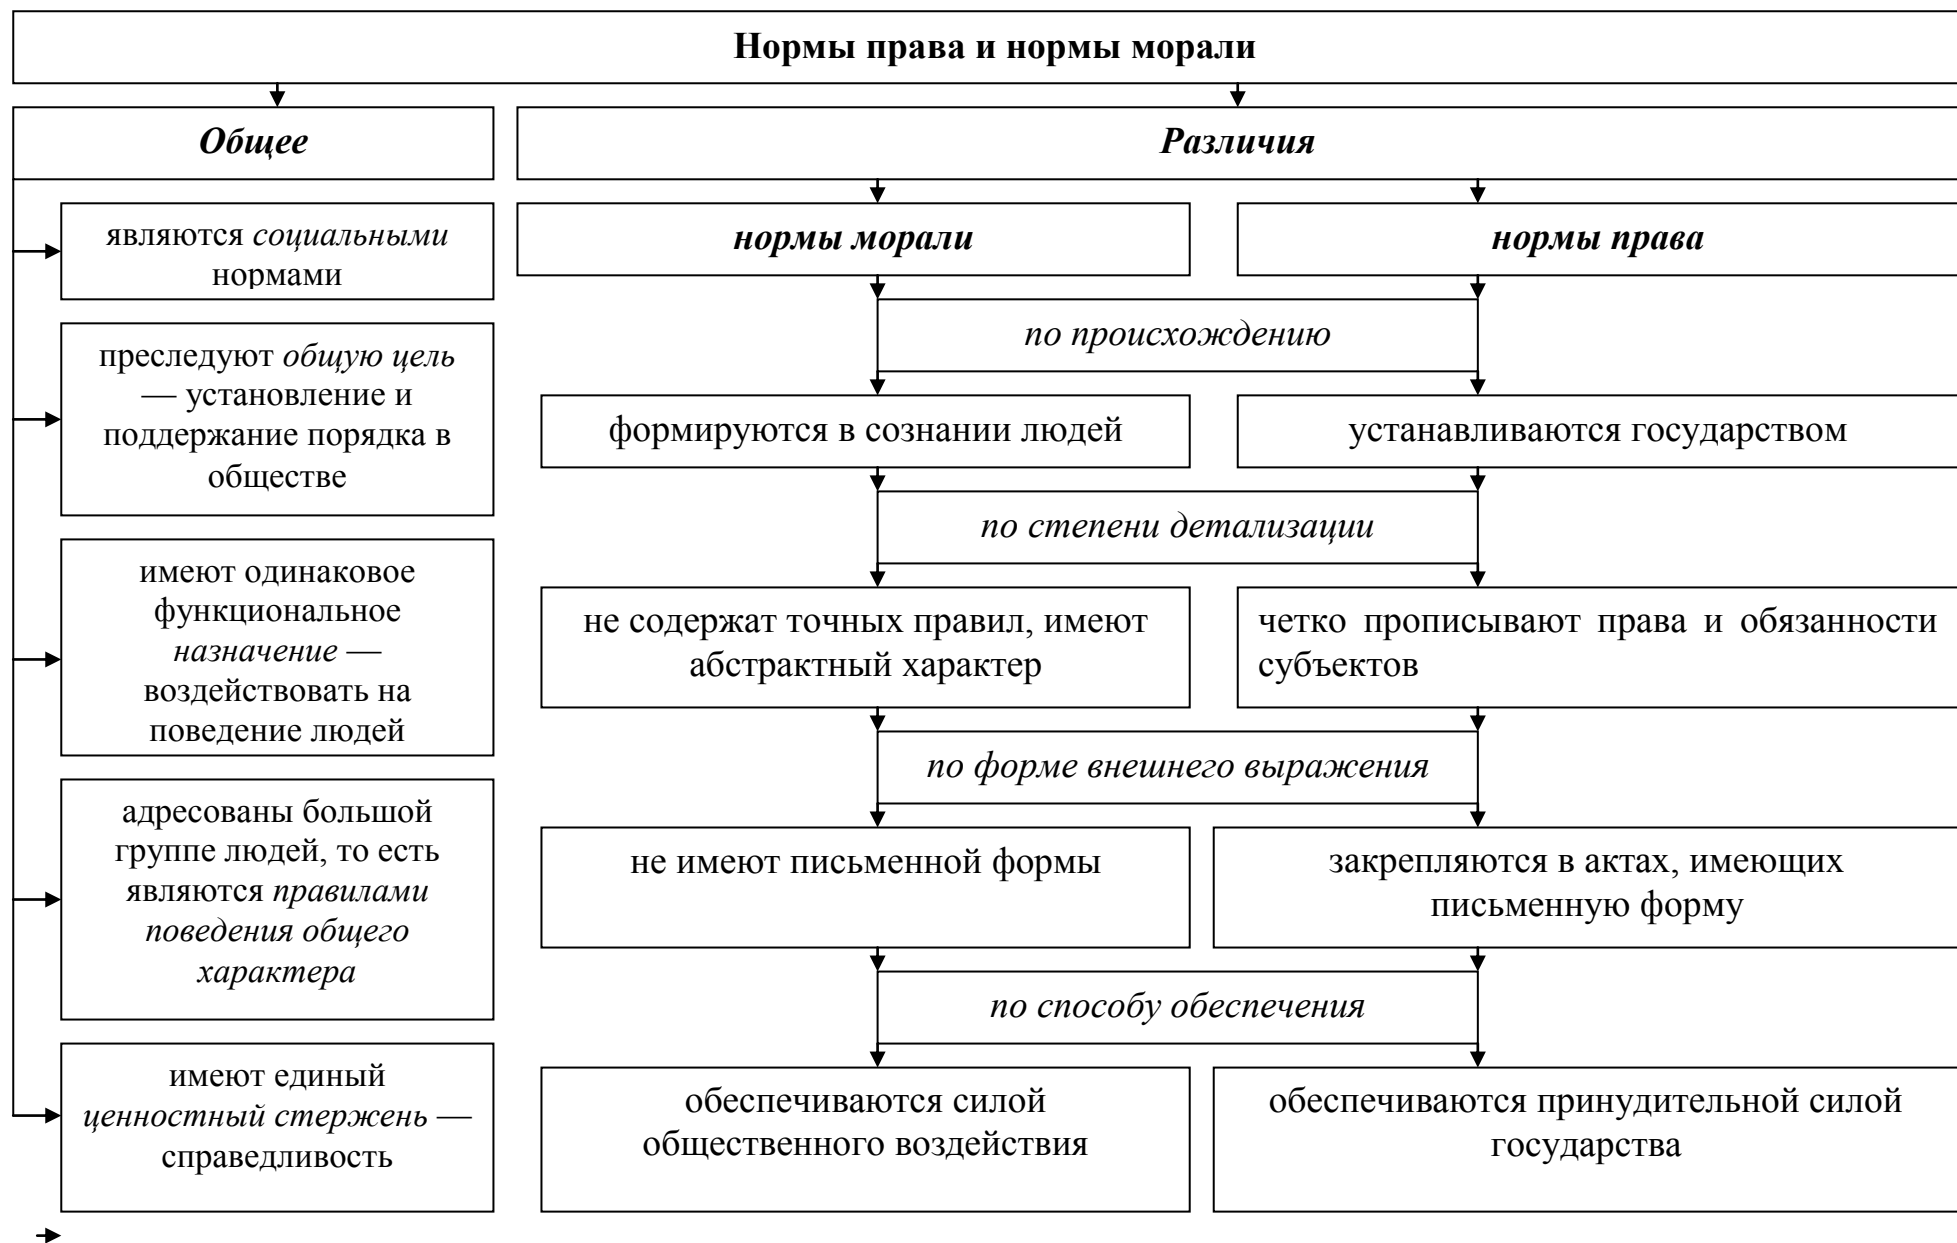 Нормы права и нормы морали
Общее
являются социальными
нормами
преследуют общую цель
— установление и
поддержание порядка в
обществе
имеют одинаковое
функциональное
назначение —
воздействовать на
поведение людей
адресованы большой
группе людей, то есть
являются правилами
поведения общего
характера
имеют единый
ценностный стержень —
справедливость
Различия
нормы морали
нормы права
по происхождению
формируются в сознании людей
устанавливаются государством
по степени детализации
не содержат точных правил, имеют
абстрактный характер
четко прописывают права и обязанности
субъектов
по форме внешнего выражения
не имеют письменной формы
закрепляются в актах, имеющих
письменную форму
по способу обеспечения
обеспечиваются силой
общественного воздействия
обеспечиваются принудительной силой
государства